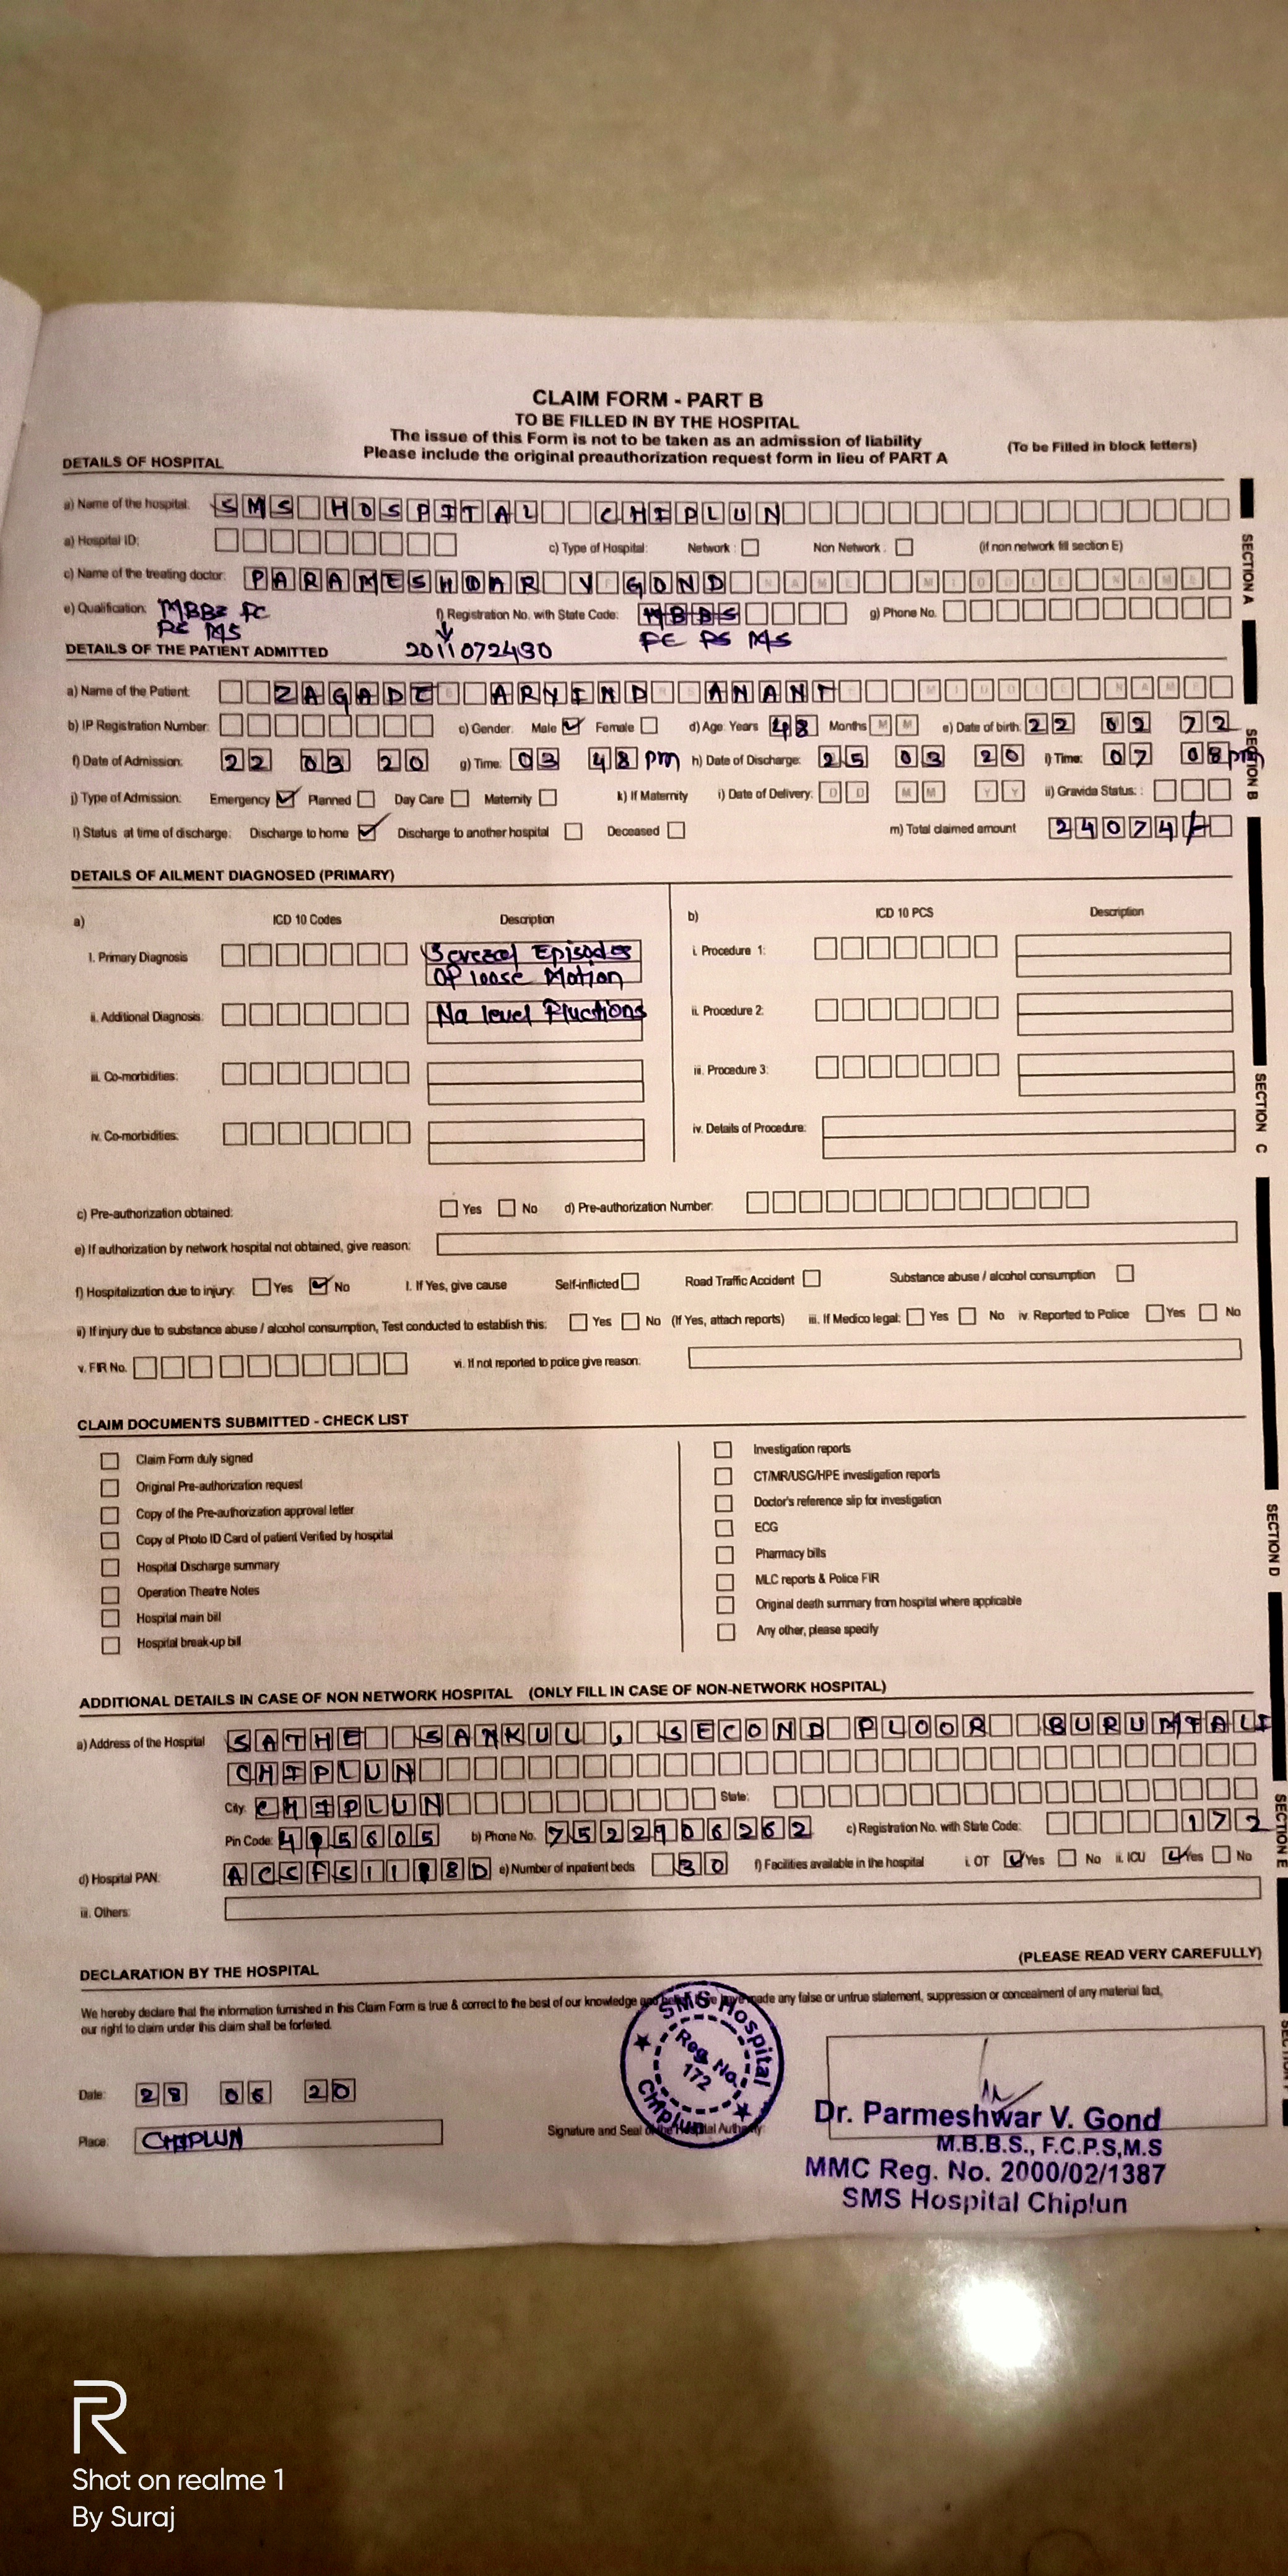 CLAIM FORM - PART B
TO BE FILLED IN BY THE HOSPITAL
The issue of this Form is not to be taken as an admission of liability
Please include the original preauthorization request form in lieu of PART A
(To be Filled in block letters)
DETAILS OF HOSPITAL
a) Name of the hospital: SMS HOSPITAL CHIPLUN
a) Hospital ID: c) Type of Hospital: Network : Non Network : (if non network fill section E)
c) Name of the treating doctor: PARAMESHOAR V GOND
e) Qualification: MBBS FC f) Registration No. with State Code: MBBS g) Phone No.
PS MS 2011072490 FC PS MS
DETAILS OF THE PATIENT ADMITTED
a) Name of the Patient: ZAGADE ARVIND ANANT
b) IP Registration Number: c) Gender: Male Female d) Age: Years 48 Months M M e) Date of birth: 22 02 72
f) Date of Admission: 22 03 20 g) Time: 03 48 pm h) Date of Discharge: 25 03 20 i) Time: 07 08 pm
j) Type of Admission: Emergency Planned Day Care Maternity k) If Maternity i) Date of Delivery: D D M M Y Y ii) Gravida Status: :
l) Status at time of discharge: Discharge to home Discharge to another hospital Deceased m) Total claimed amount 24074/-
DETAILS OF AILMENT DIAGNOSED (PRIMARY)
a) ICD 10 Codes Description b) ICD 10 PCS Description
I. Primary Diagnosis Several Episodes i. Procedure 1:
OF loose Motion
ii. Additional Diagnosis: Na level Fluctions ii. Procedure 2:
iii. Co-morbidities: iii. Procedure 3:
iv. Co-morbidities: iv. Details of Procedure:
c) Pre-authorization obtained: Yes No d) Pre-authorization Number:
e) If authorization by network hospital not obtained, give reason:
f) Hospitalization due to injury: Yes No I. If Yes, give cause Self-inflicted Road Traffic Accident Substance abuse / alcohol consumption
ii) If injury due to substance abuse / alcohol consumption, Test conducted to establish this: Yes No (If Yes, attach reports) iii. If Medico legal: Yes No iv. Reported to Police Yes No
v. FIR No. vi. If not reported to police give reason:
CLAIM DOCUMENTS SUBMITTED - CHECK LIST
Claim Form duly signed
Original Pre-authorization request
Copy of the Pre-authorization approval letter
Copy of Photo ID Card of patient Verified by hospital
Hospital Discharge summary
Operation Theatre Notes
Hospital main bill
Hospital break-up bill
Investigation reports
CT/MR/USG/HPE investigation reports
Doctor's reference slip for investigation
ECG
Pharmacy bills
MLC reports & Police FIR
Original death summary from hospital where applicable
Any other, please specify
ADDITIONAL DETAILS IN CASE OF NON NETWORK HOSPITAL (ONLY FILL IN CASE OF NON-NETWORK HOSPITAL)
a) Address of the Hospital SATHE SANKUL, SECOND FLOOR BURUMTALI
CHIPLUN
City: CHIPLUN State:
Pin Code: 415605 b) Phone No. 7522906262 c) Registration No. with State Code: 172
d) Hospital PAN: e) Number of inpatient beds 30 f) Facilities available in the hospital i. OT Yes No ii. ICU Yes No
iii. Others:
DECLARATION BY THE HOSPITAL
(PLEASE READ VERY CAREFULLY)
We hereby declare that the information furnished in this Claim Form is true & correct to the best of our knowledge and made any false or untrue statement, suppression or concealment of any material fact,
our right to claim under this claim shall be forfeited.
Date: 28 06 20
Place: CHIPLUN
Signature and Seal of the Hospital Authority
SMS Hospital
Reg. No.
172
Chiplun
Dr. Parmeshwar V. Gond
M.B.B.S., F.C.P.S,M.S
MMC Reg. No. 2000/02/1387
SMS Hospital Chiplun
SECTION A
SECTION B
SECTION C
SECTION D
SECTION E
R
Shot on realme 1
By Suraj